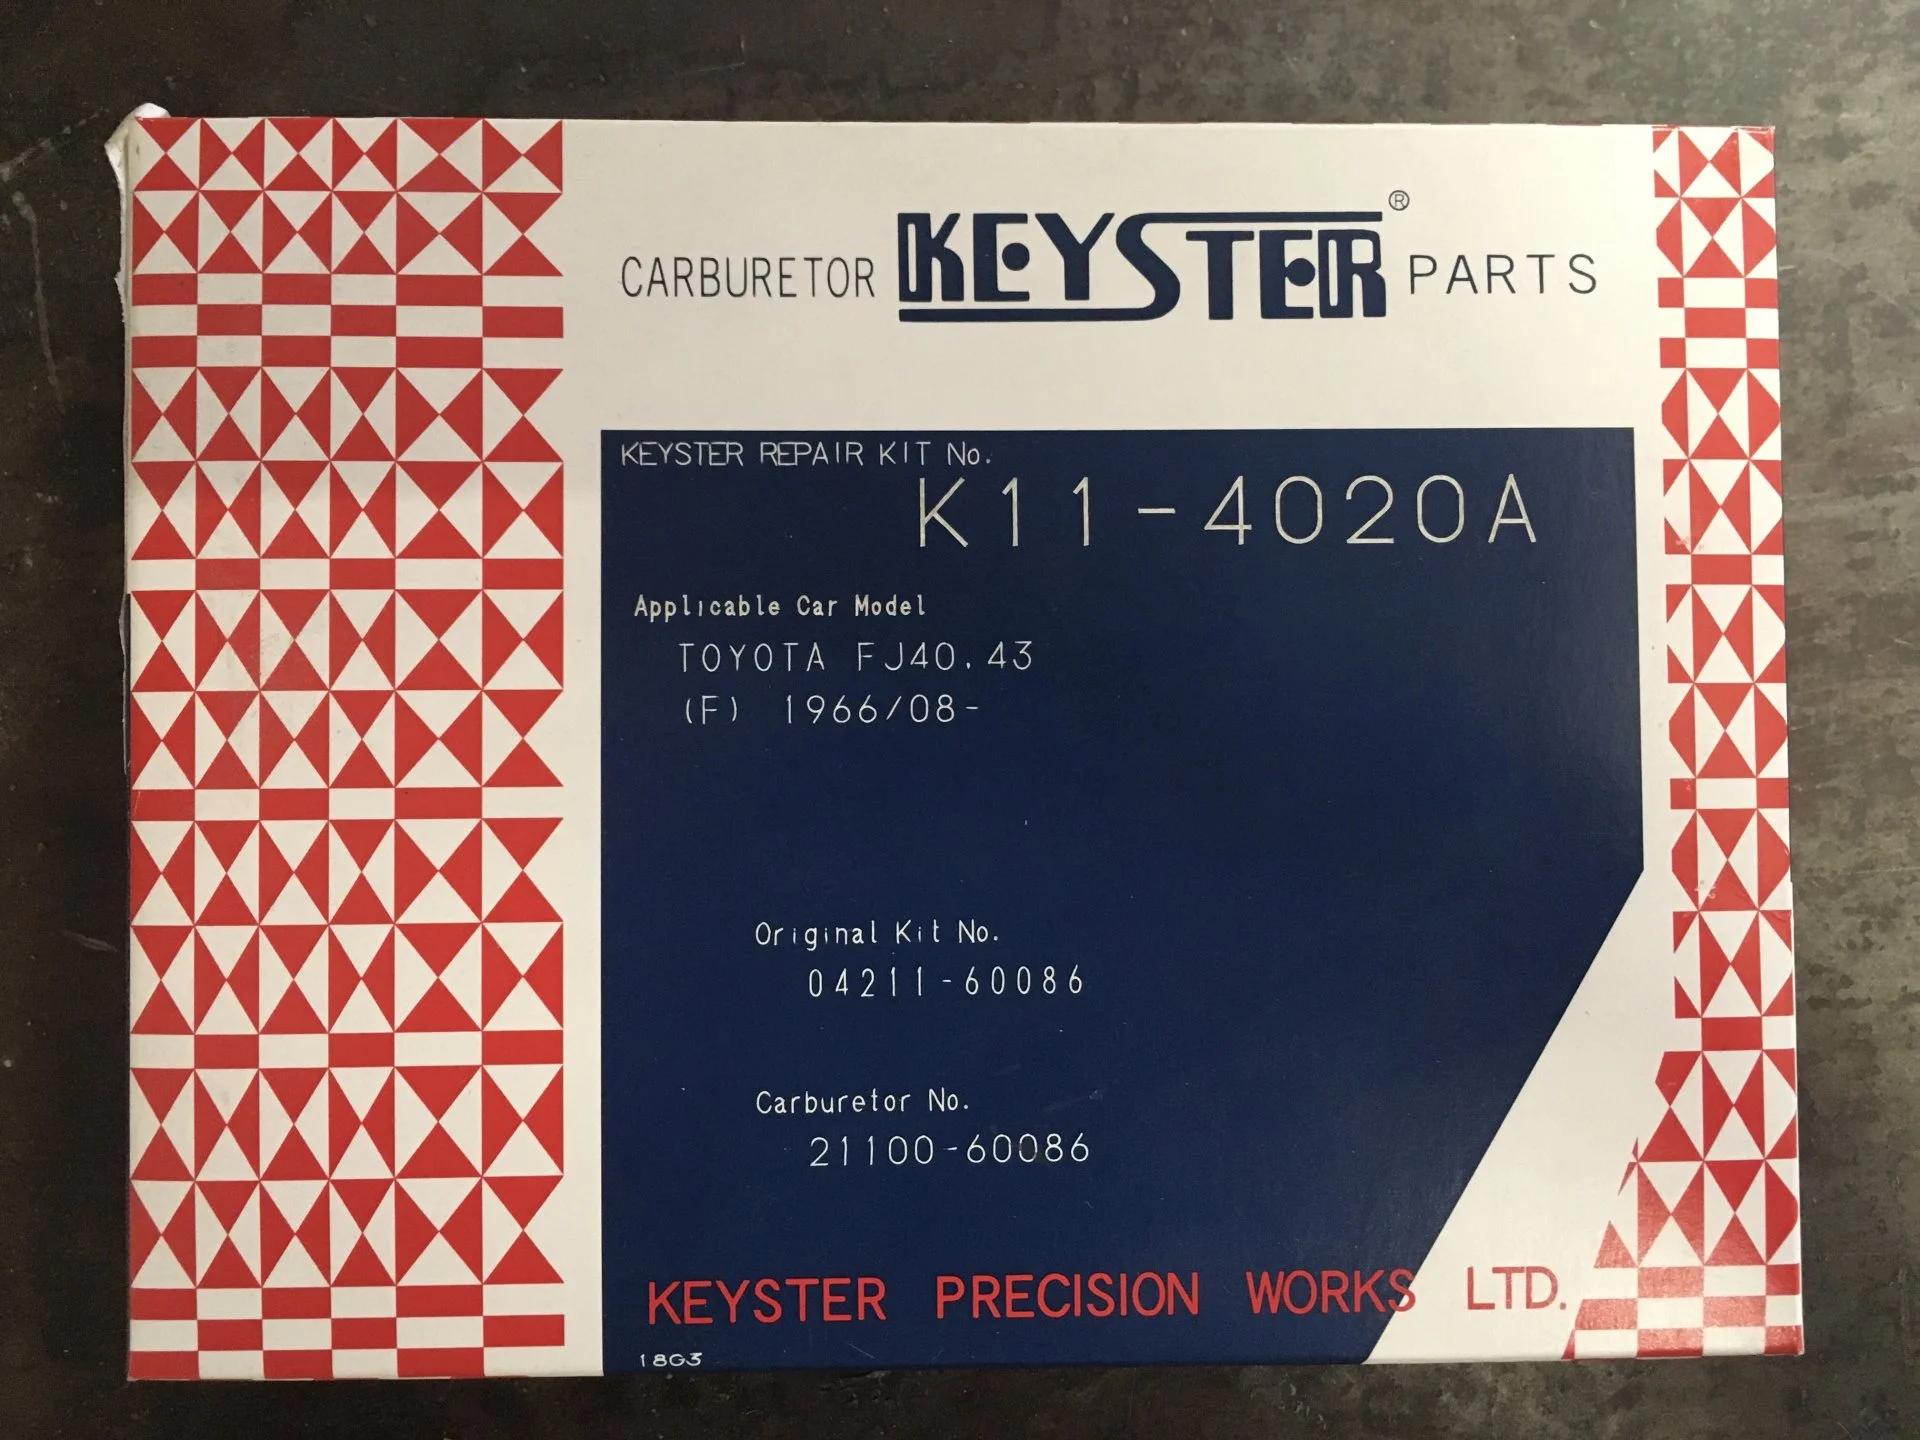 CARBURETOR KEYSTER® PARTS
KEYSTER REPAIR KIT No.
K11-4020A
Applicable Car Model
TOYOTA FJ40.43
(F) 1966/08-
Original Kit No.
04211-60086
Carburetor No.
21100-60086
KEYSTER PRECISION WORKS LTD.
18G3